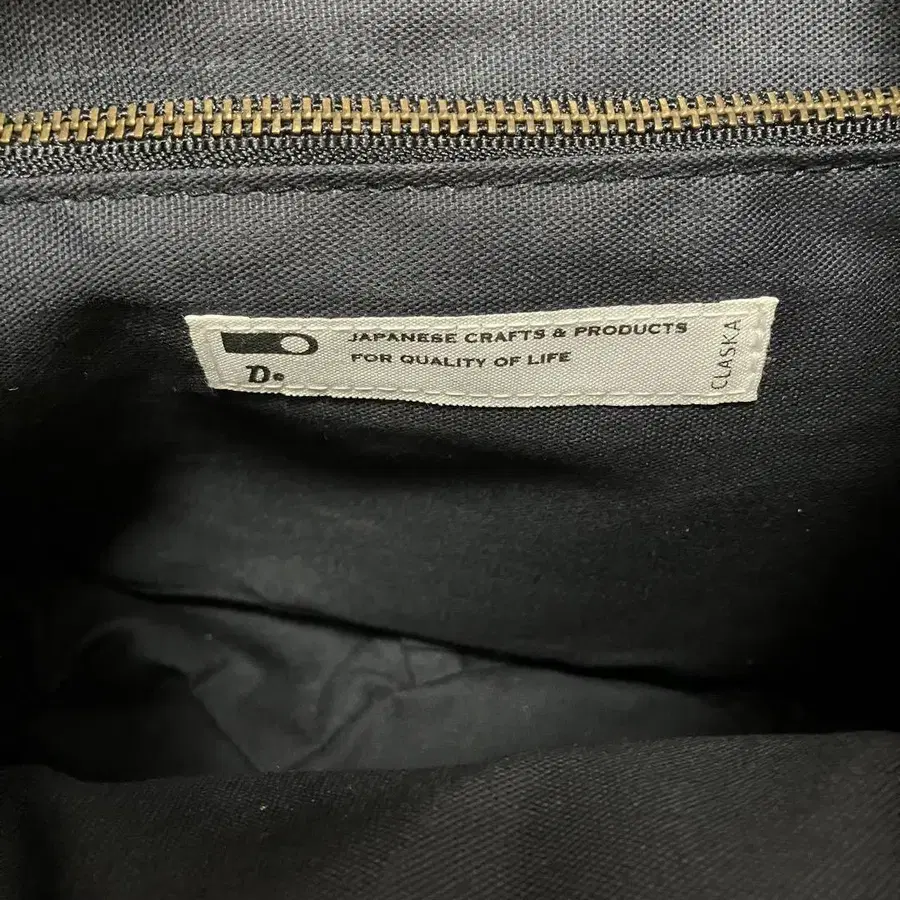 D.
JAPANESE CRAFTS & PRODUCTS
FOR QUALITY OF LIFE
CLASKA